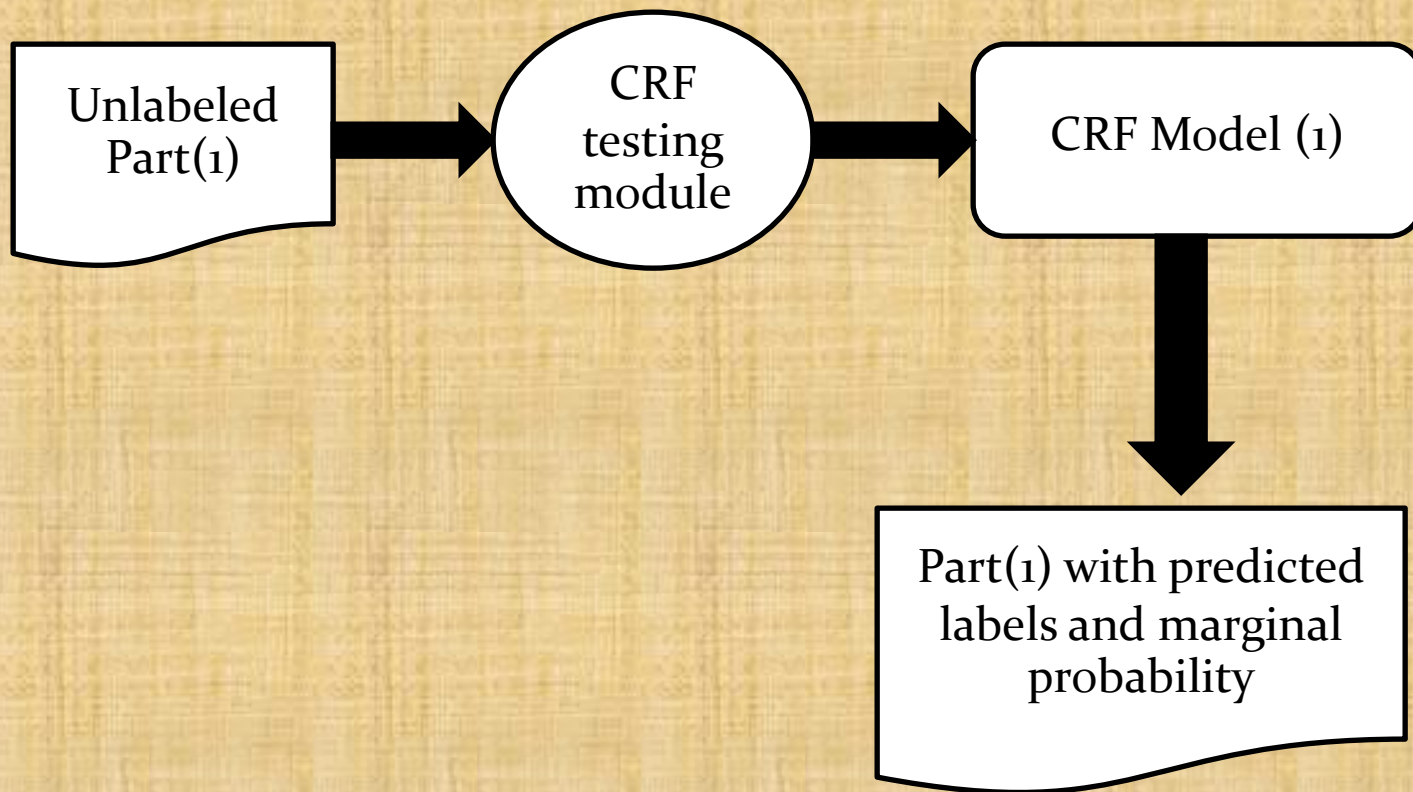 Unlabeled
Part(1)
CRF
testing
module
CRF Model (1)
Part(1) with predicted
labels and marginal
probability